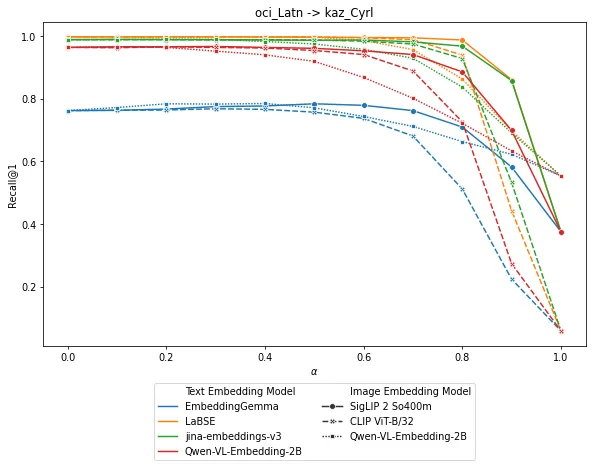 oci_Latn -> kaz_Cyrl
Recall@1
1.0
0.8
0.6
0.4
0.2
0.0 0.2 0.4 0.6 0.8 1.0
α
Text Embedding Model Image Embedding Model
EmbeddingGemma SigLIP 2 So400m
LaBSE CLIP ViT-B/32
jina-embeddings-v3 Qwen-VL-Embedding-2B
Qwen-VL-Embedding-2B